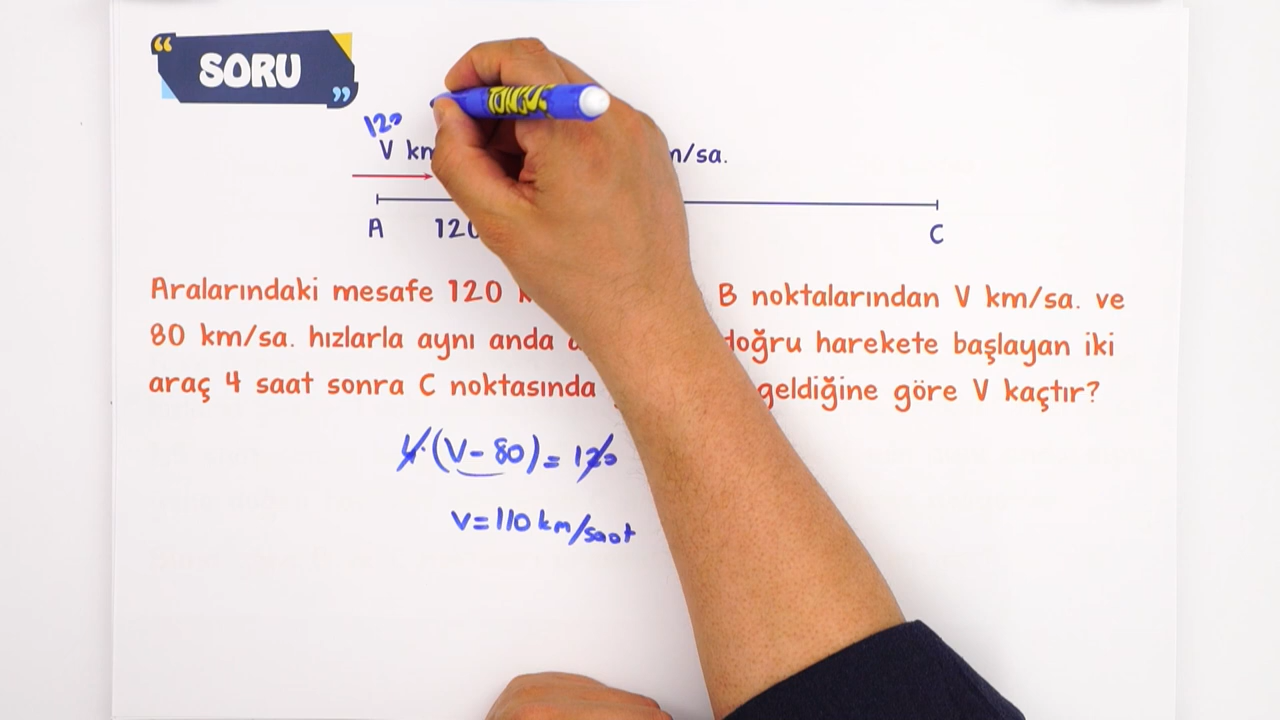 SORU
120
V km/sa.
A 120 C
Aralarındaki mesafe 120 B noktalarından V km/sa. ve
80 km/sa. hızlarla aynı anda doğru harekete başlayan iki
araç 4 saat sonra C noktasında geldiğine göre V kaçtır?
4·(V-80)=120
V=110 km/saat